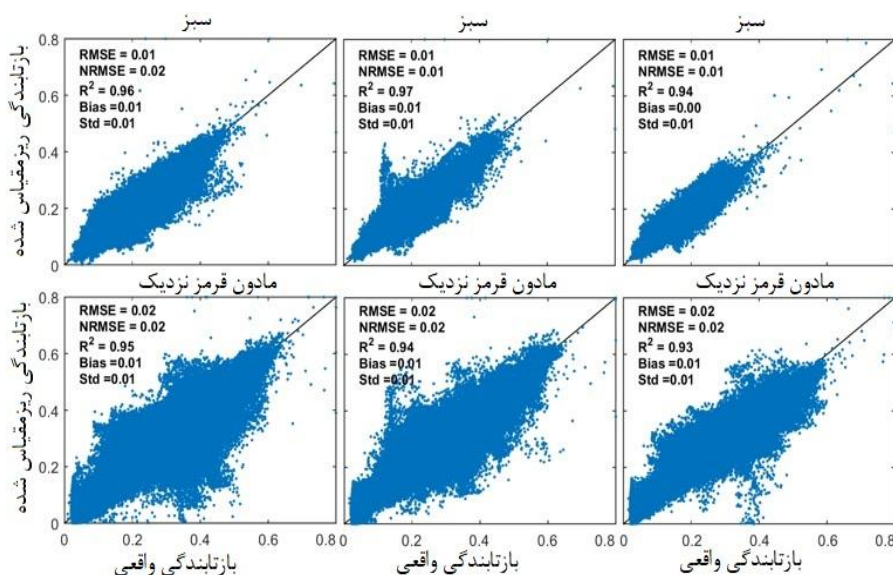 سبز
سبز
سبز
بازتابندگی ریزمقیاس شده
0.8
0.6
0.4
0.2
0
RMSE = 0.01
NRMSE = 0.02
R² = 0.96
Bias =0.01
Std =0.01
RMSE = 0.01
NRMSE = 0.01
R² = 0.97
Bias =0.01
Std =0.01
RMSE = 0.01
NRMSE = 0.01
R² = 0.94
Bias =0.00
Std =0.01
مادون قرمز نزدیک
مادون قرمز نزدیک
مادون قرمز نزدیک
بازتابندگی ریزمقیاس شده
0.8
0.6
0.4
0.2
0
RMSE = 0.02
NRMSE = 0.02
R² = 0.95
Bias =0.01
Std =0.01
RMSE = 0.02
NRMSE = 0.02
R² = 0.94
Bias =0.01
Std =0.01
RMSE = 0.02
NRMSE = 0.02
R² = 0.93
Bias =0.01
Std =0.01
0 0.2 0.4 0.6 0 0.2 0.4 0.6 0 0.2 0.4 0.6 0.8
بازتابندگی واقعی
بازتابندگی واقعی
بازتابندگی واقعی